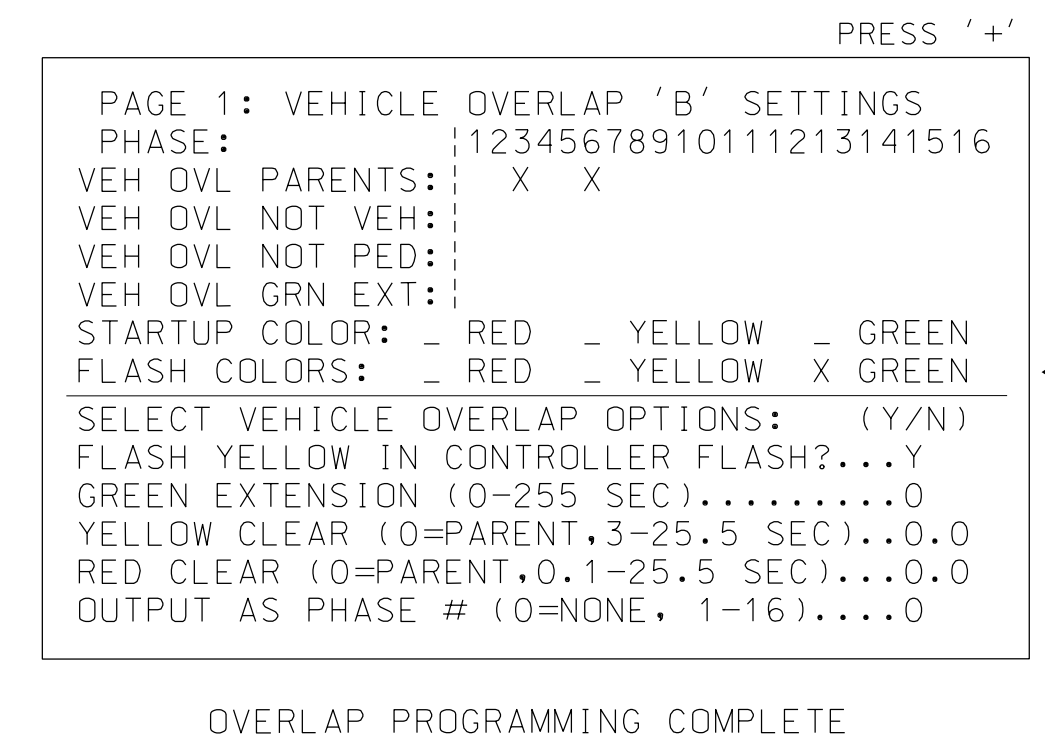 PRESS '+'
PAGE 1: VEHICLE OVERLAP 'B' SETTINGS
PHASE: ¦12345678910111213141516
VEH OVL PARENTS:¦ X X
VEH OVL NOT VEH:¦
VEH OVL NOT PED:¦
VEH OVL GRN EXT:¦
STARTUP COLOR: _ RED _ YELLOW _ GREEN
FLASH COLORS: _ RED _ YELLOW X GREEN
SELECT VEHICLE OVERLAP OPTIONS: (Y/N)
FLASH YELLOW IN CONTROLLER FLASH?...Y
GREEN EXTENSION (0-255 SEC).........0
YELLOW CLEAR (0=PARENT,3-25.5 SEC)..0.0
RED CLEAR (0=PARENT,0.1-25.5 SEC)...0.0
OUTPUT AS PHASE # (0=NONE, 1-16)....0
OVERLAP PROGRAMMING COMPLETE